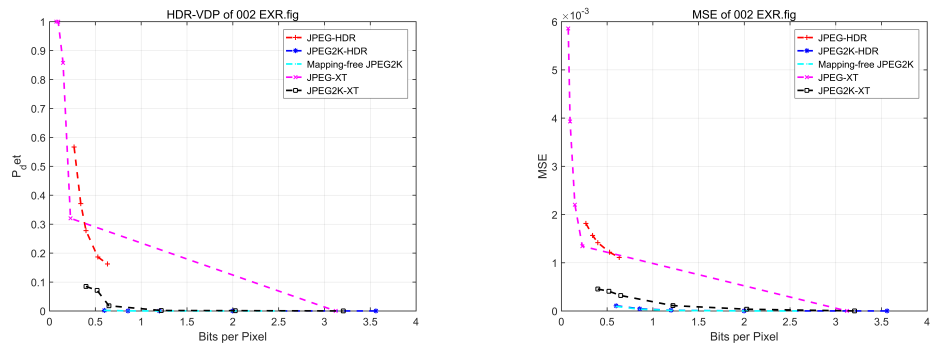 HDR-VDP of 002 EXR.fig
JPEG-HDR
JPEG2K-HDR
Mapping-free JPEG2K
JPEG-XT
JPEG2K-XT
1
0.9
0.8
0.7
0.6
0.5
0.4
0.3
0.2
0.1
0
P_det
0 0.5 1 1.5 2 2.5 3 3.5 4
Bits per Pixel
MSE of 002 EXR.fig
×10⁻³
JPEG-HDR
JPEG2K-HDR
Mapping-free JPEG2K
JPEG-XT
JPEG2K-XT
6
5
4
3
2
1
0
MSE
0 0.5 1 1.5 2 2.5 3 3.5 4
Bits per Pixel